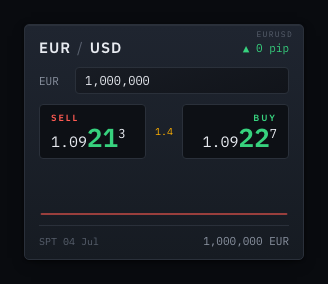 EURUSD
EUR / USD
▲ 0 pip
EUR 1,000,000
SELL BUY
1.09213 1.4 1.09227
SPT 04 Jul 1,000,000 EUR